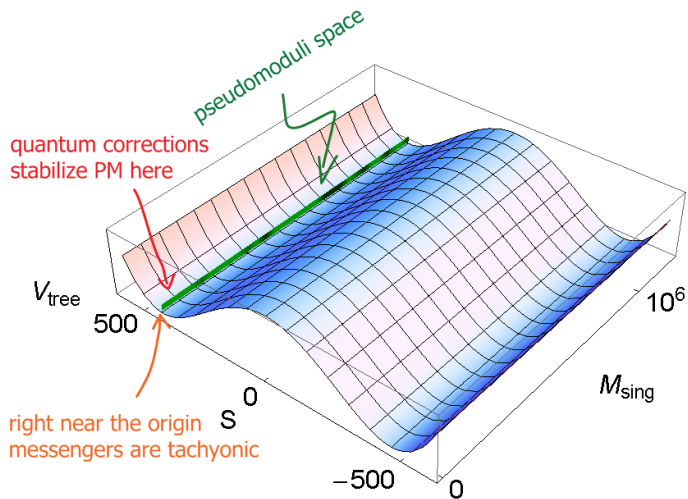 pseudomoduli space
quantum corrections
stabilize PM here
V_tree
500
10^6
0
S
M_sing
right near the origin
messengers are tachyonic
−500
0